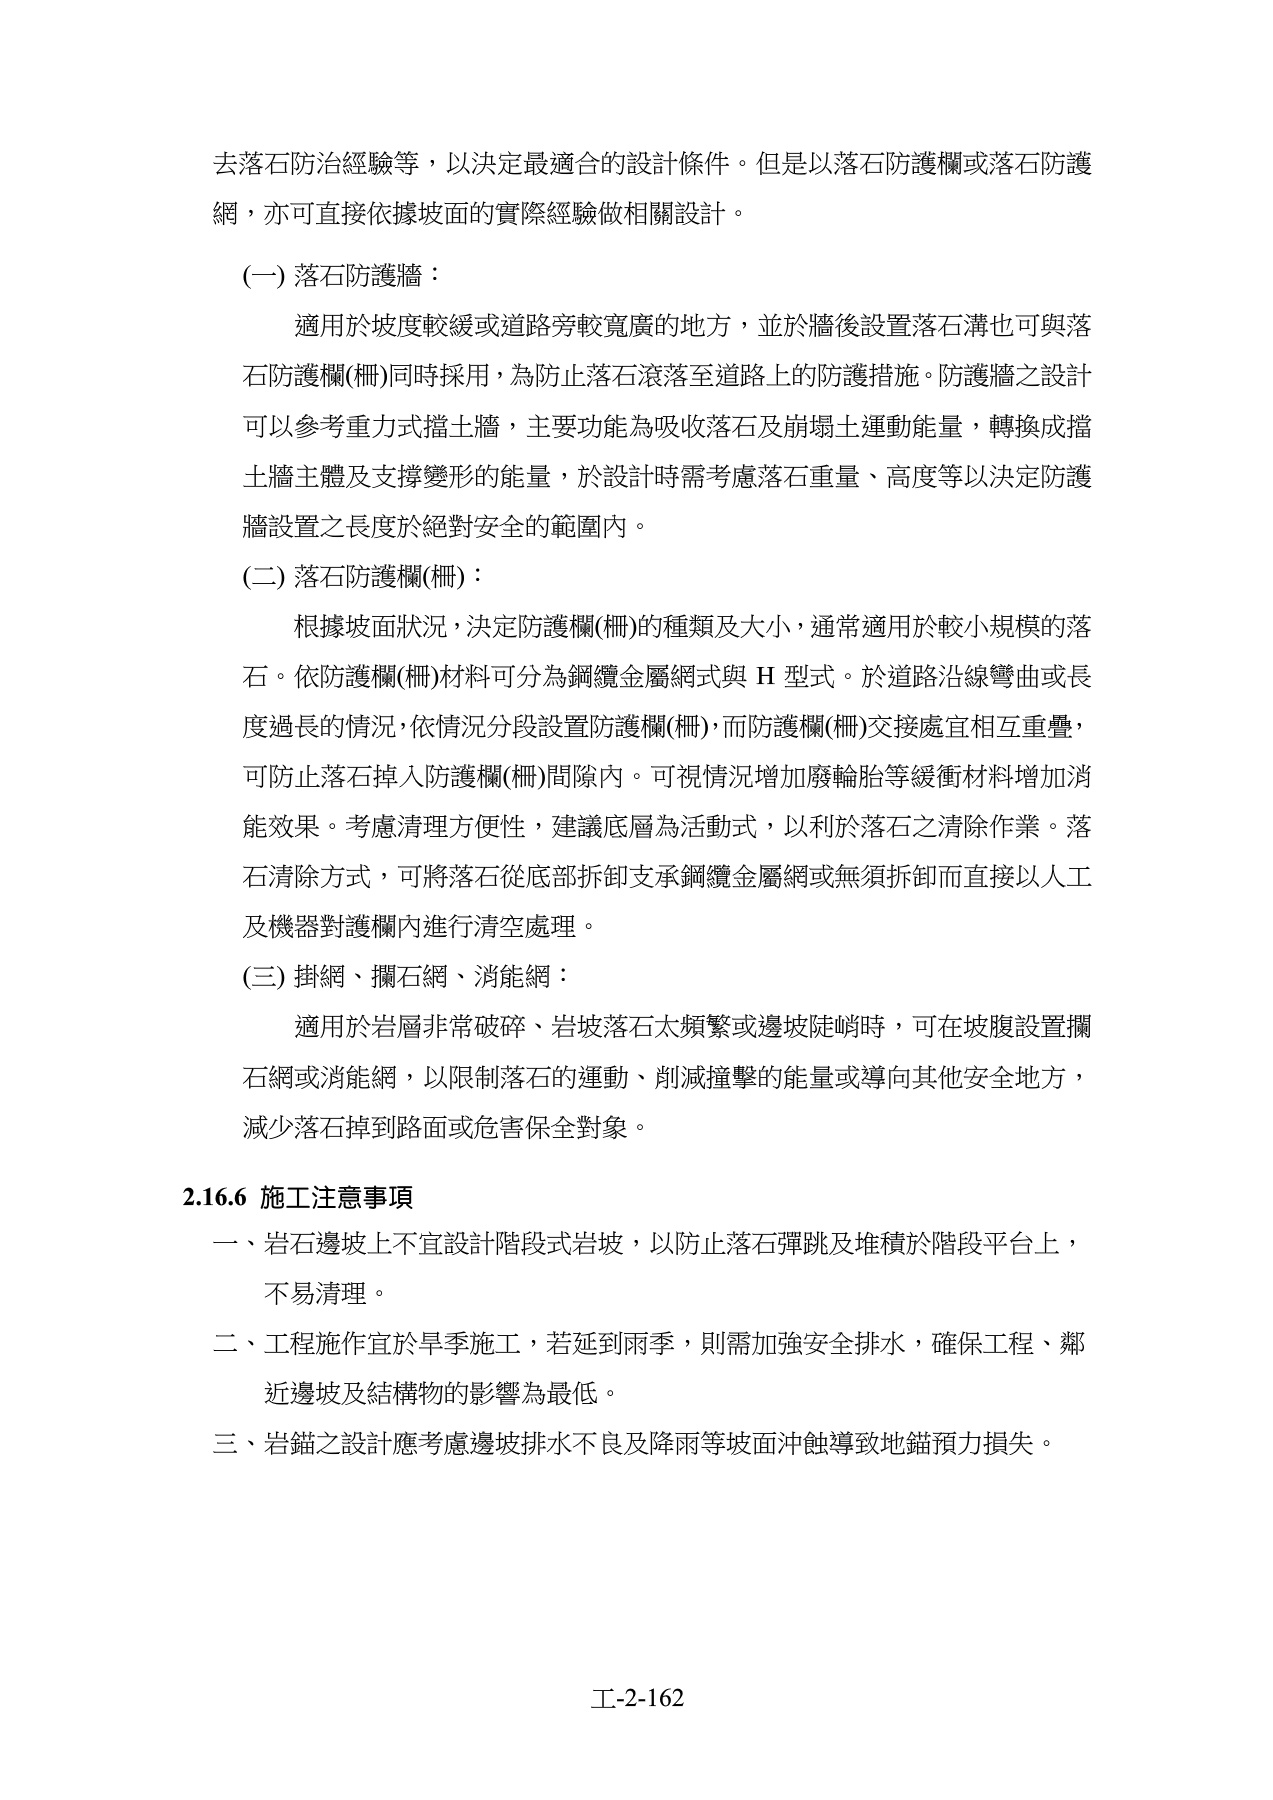 去落石防治經驗等，以決定最適合的設計條件。但是以落石防護欄或落石防護
網，亦可直接依據坡面的實際經驗做相關設計。
(一) 落石防護牆：
適用於坡度較緩或道路旁較寬廣的地方，並於牆後設置落石溝也可與落
石防護欄(柵)同時採用，為防止落石滾落至道路上的防護措施。防護牆之設計
可以參考重力式擋土牆，主要功能為吸收落石及崩塌土運動能量，轉換成擋
土牆主體及支撐變形的能量，於設計時需考慮落石重量、高度等以決定防護
牆設置之長度於絕對安全的範圍內。
(二) 落石防護欄(柵)：
根據坡面狀況，決定防護欄(柵)的種類及大小，通常適用於較小規模的落
石。依防護欄(柵)材料可分為鋼纜金屬網式與 H 型式。於道路沿線彎曲或長
度過長的情況，依情況分段設置防護欄(柵)，而防護欄(柵)交接處宜相互重疊，
可防止落石掉入防護欄(柵)間隙內。可視情況增加廢輪胎等緩衝材料增加消
能效果。考慮清理方便性，建議底層為活動式，以利於落石之清除作業。落
石清除方式，可將落石從底部拆卸支承鋼纜金屬網或無須拆卸而直接以人工
及機器對護欄內進行清空處理。
(三) 掛網、攔石網、消能網：
適用於岩層非常破碎、岩坡落石太頻繁或邊坡陡峭時，可在坡腹設置攔
石網或消能網，以限制落石的運動、削減撞擊的能量或導向其他安全地方，
減少落石掉到路面或危害保全對象。
2.16.6 施工注意事項
一、岩石邊坡上不宜設計階段式岩坡，以防止落石彈跳及堆積於階段平台上，
不易清理。
二、工程施作宜於旱季施工，若延到雨季，則需加強安全排水，確保工程、鄰
近邊坡及結構物的影響為最低。
三、岩錨之設計應考慮邊坡排水不良及降雨等坡面沖蝕導致地錨預力損失。
工-2-162